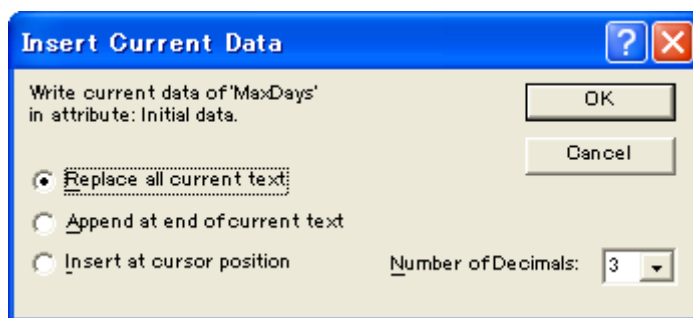 Insert Current Data
Write current data of 'MaxDays'
in attribute: Initial data.
OK
Cancel
Replace all current text
Append at end of current text
Insert at cursor position
Number of Decimals: 3